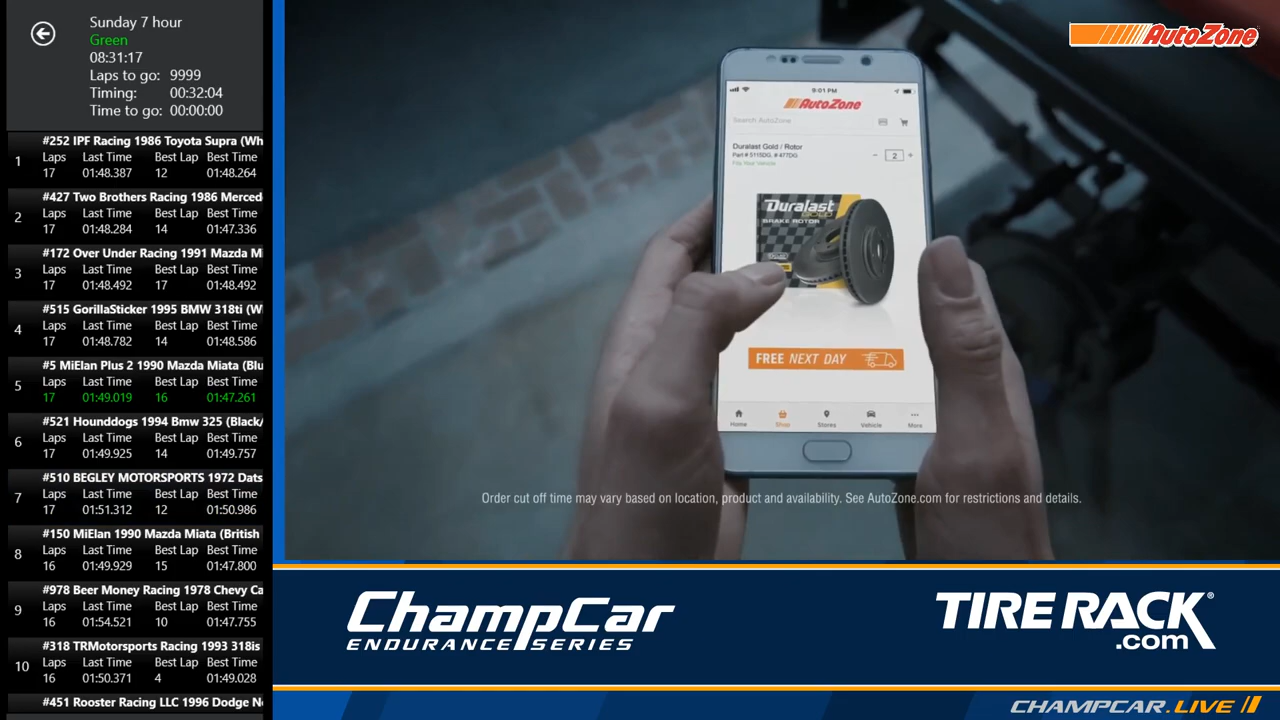 Sunday 7 hour
Green
08:31:17
Laps to go: 9999
Timing: 00:32:04
Time to go: 00:00:00
#252 IPF Racing 1986 Toyota Supra (Wh
1
Laps Last Time Best Lap Best Time
17 01:48.387 12 01:48.264
#427 Two Brothers Racing 1986 Merced
2
Laps Last Time Best Lap Best Time
17 14 01:47.336
#172 Over Under Racing 1991 Mazda Mi
3
Laps Last Time Best Lap Best Time
17 01:48.492 17 01:48.492
#515 GorillaSticker 1995 BMW 318ti (W
4
Laps Last Time Best Lap Best Time
17 01:48.782 14 01:48.586
#5 MiElan Plus 2 1990 Mazda Miata (Blu
5
Laps Last Time Best Lap Best Time
17 01:49.019 16 01:47.261
#521 Hounddogs 1994 Bmw 325 (Black/
6
Laps Last Time Best Lap Best Time
17 01:49.925 14 01:49.757
#510 BEGLEY MOTORSPORTS 1972 Dats
7
Laps Last Time Best Lap Best Time
17 01:51.312 12 01:50.986
#150 MiElan 1990 Mazda Miata (British
8
Laps Last Time Best Lap Best Time
16 01:49.929 15 01:47.800
#978 Beer Money Racing 1978 Chevy Ca
9
Laps Last Time Best Lap Best Time
16 01:54.521 10 01:47.755
#318 TRMotorsports Racing 1993 318is
10
Laps Last Time Best Lap Best Time
16 01:50.371 4 01:49.028
#451 Rooster Racing LLC 1996 Dodge Ne
AutoZone
9:01 PM
AutoZone
Search AutoZone
Duralast Gold / Rotor
Part # 5115DG, # 477DG
Fits Your Vehicle
- 2 +
Duralast
GOLD
BRAKE ROTOR
FREE NEXT DAY
Home Shop Stores Vehicle More
Order cut off time may vary based on location, product and availability. See AutoZone.com for restrictions and details.
ChampCar
ENDURANCE SERIES
TIRE RACK®
.com
CHAMPCAR.LIVE